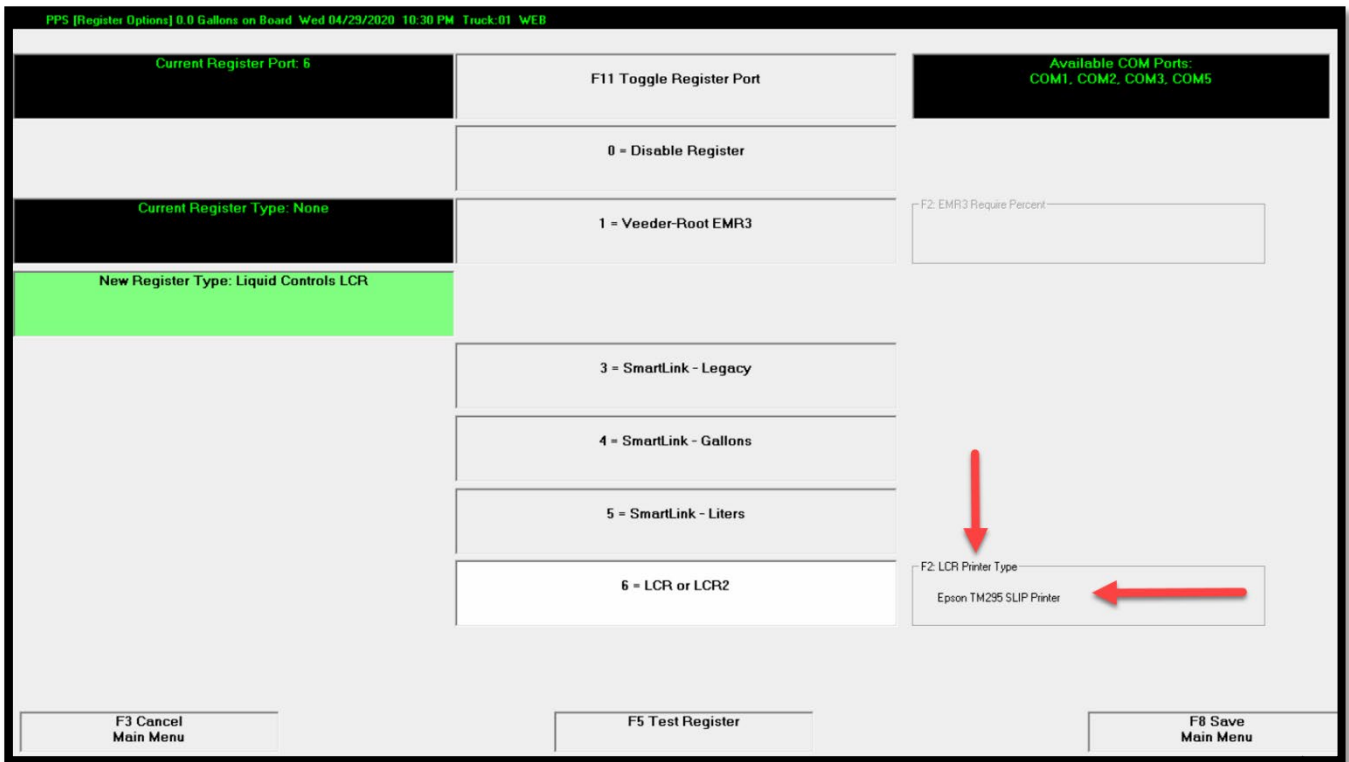 PPS [Register Options] 0.0 Gallons on Board Wed 04/29/2020 10:30 PM Truck:01 WEB
Current Register Port: 6
F11 Toggle Register Port
Available COM Ports:
COM1, COM2, COM3, COM5
0 = Disable Register
Current Register Type: None
1 = Veeder-Root EMR3
F2: EMR3 Require Percent
New Register Type: Liquid Controls LCR
3 = SmartLink - Legacy
4 = SmartLink - Gallons
5 = SmartLink - Liters
6 = LCR or LCR2
F2: LCR Printer Type
Epson TM295 SLIP Printer
F3 Cancel
Main Menu
F5 Test Register
F8 Save
Main Menu